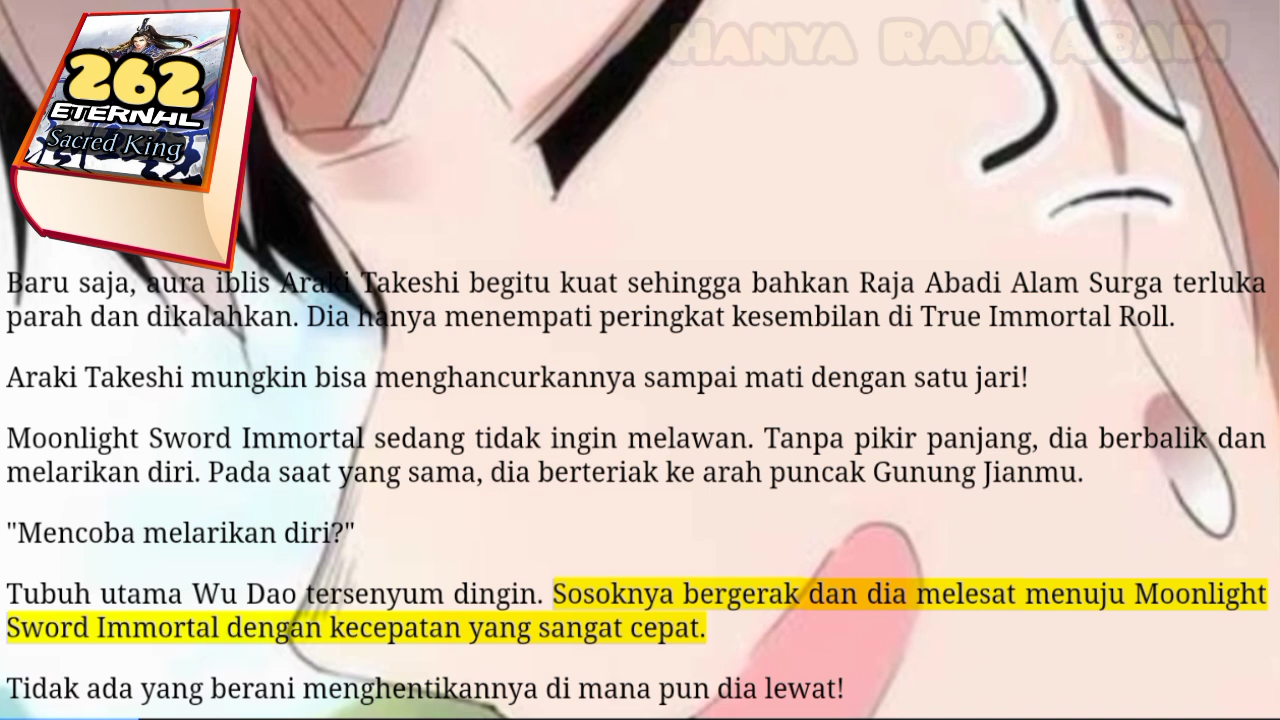 HANYA RAJA ABADI
262
ETERNAL
Sacred King
Baru saja, aura iblis Araki Takeshi begitu kuat sehingga bahkan Raja Abadi Alam Surga terluka
parah dan dikalahkan. Dia hanya menempati peringkat kesembilan di True Immortal Roll.
Araki Takeshi mungkin bisa menghancurkannya sampai mati dengan satu jari!
Moonlight Sword Immortal sedang tidak ingin melawan. Tanpa pikir panjang, dia berbalik dan
melarikan diri. Pada saat yang sama, dia berteriak ke arah puncak Gunung Jianmu.
"Mencoba melarikan diri?"
Tubuh utama Wu Dao tersenyum dingin. Sosoknya bergerak dan dia melesat menuju Moonlight
Sword Immortal dengan kecepatan yang sangat cepat.
Tidak ada yang berani menghentikannya di mana pun dia lewat!